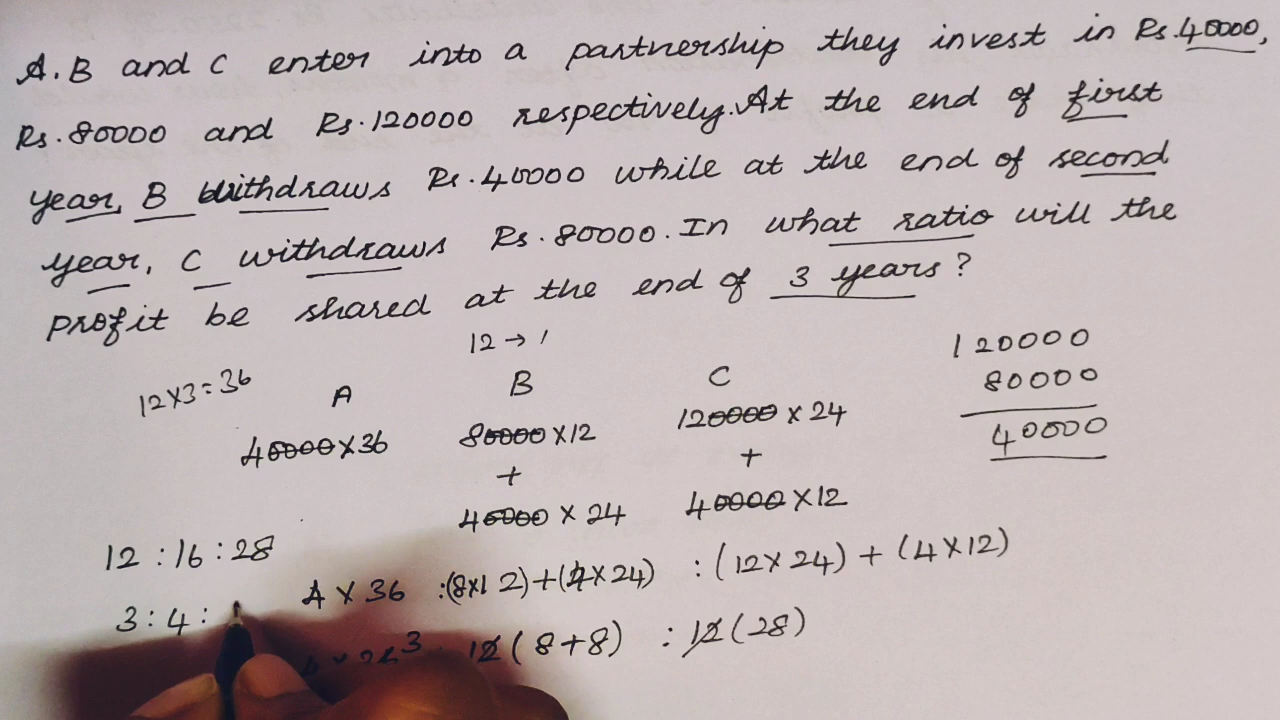 A.B and C enter into a partnership they invest in Rs.40000,
Rs.80000 and Rs.120000 respectively.At the end of first
year, B withdraws Rs.40000 while at the end of second
year, C withdraws Rs.80000.In what ratio will the
profit be shared at the end of 3 years?
12 → 1
12×3=36
A B C
120000
80000
40000
40000×36 80000×12 120000×24
+ +
40000×24 40000×12
12:16:28
4×36 :(8×12)+(4×24) :(12×24)+(4×12)
3:4:
3 12(8+8) :12(28)